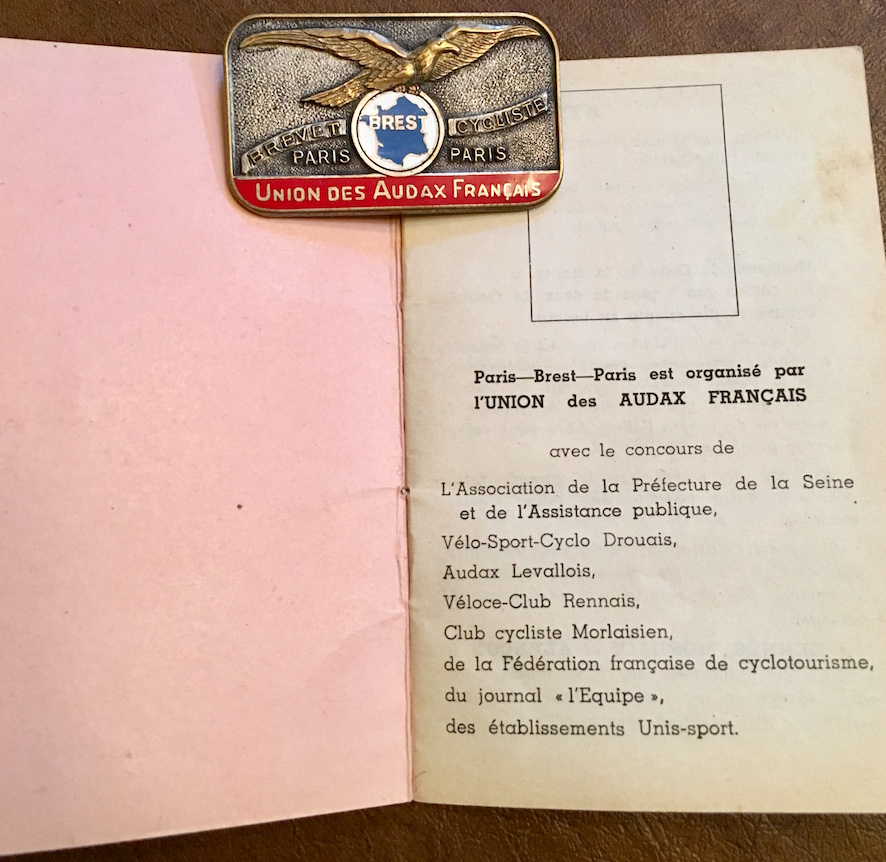 BREVET BREST CYCLISTE
PARIS PARIS
UNION DES AUDAX FRANÇAIS
Paris—Brest—Paris est organisé par
l'UNION des AUDAX FRANÇAIS
avec le concours de
L'Association de la Préfecture de la Seine
et de l'Assistance publique,
Vélo-Sport-Cyclo Drouais,
Audax Levallois,
Véloce-Club Rennais,
Club cycliste Morlaisien,
de la Fédération française de cyclotourisme,
du journal « l'Equipe »,
des établissements Unis-sport.